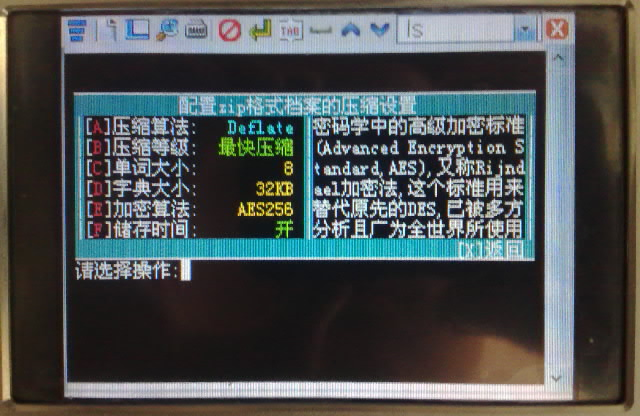 TAB
ls
配置zip格式档案的压缩设置
[A]压缩算法: Deflate
[B]压缩等级: 最快压缩
[C]单词大小: 8
[D]字典大小: 32KB
[E]加密算法: AES256
[F]储存时间: 开
密码学中的高级加密标准
(Advanced Encryption S
tandard,AES),又称Rijnd
ael加密法,这个标准用来
替代原先的DES,已被多方
分析且广为全世界所使用
[X]返回
请选择操作: